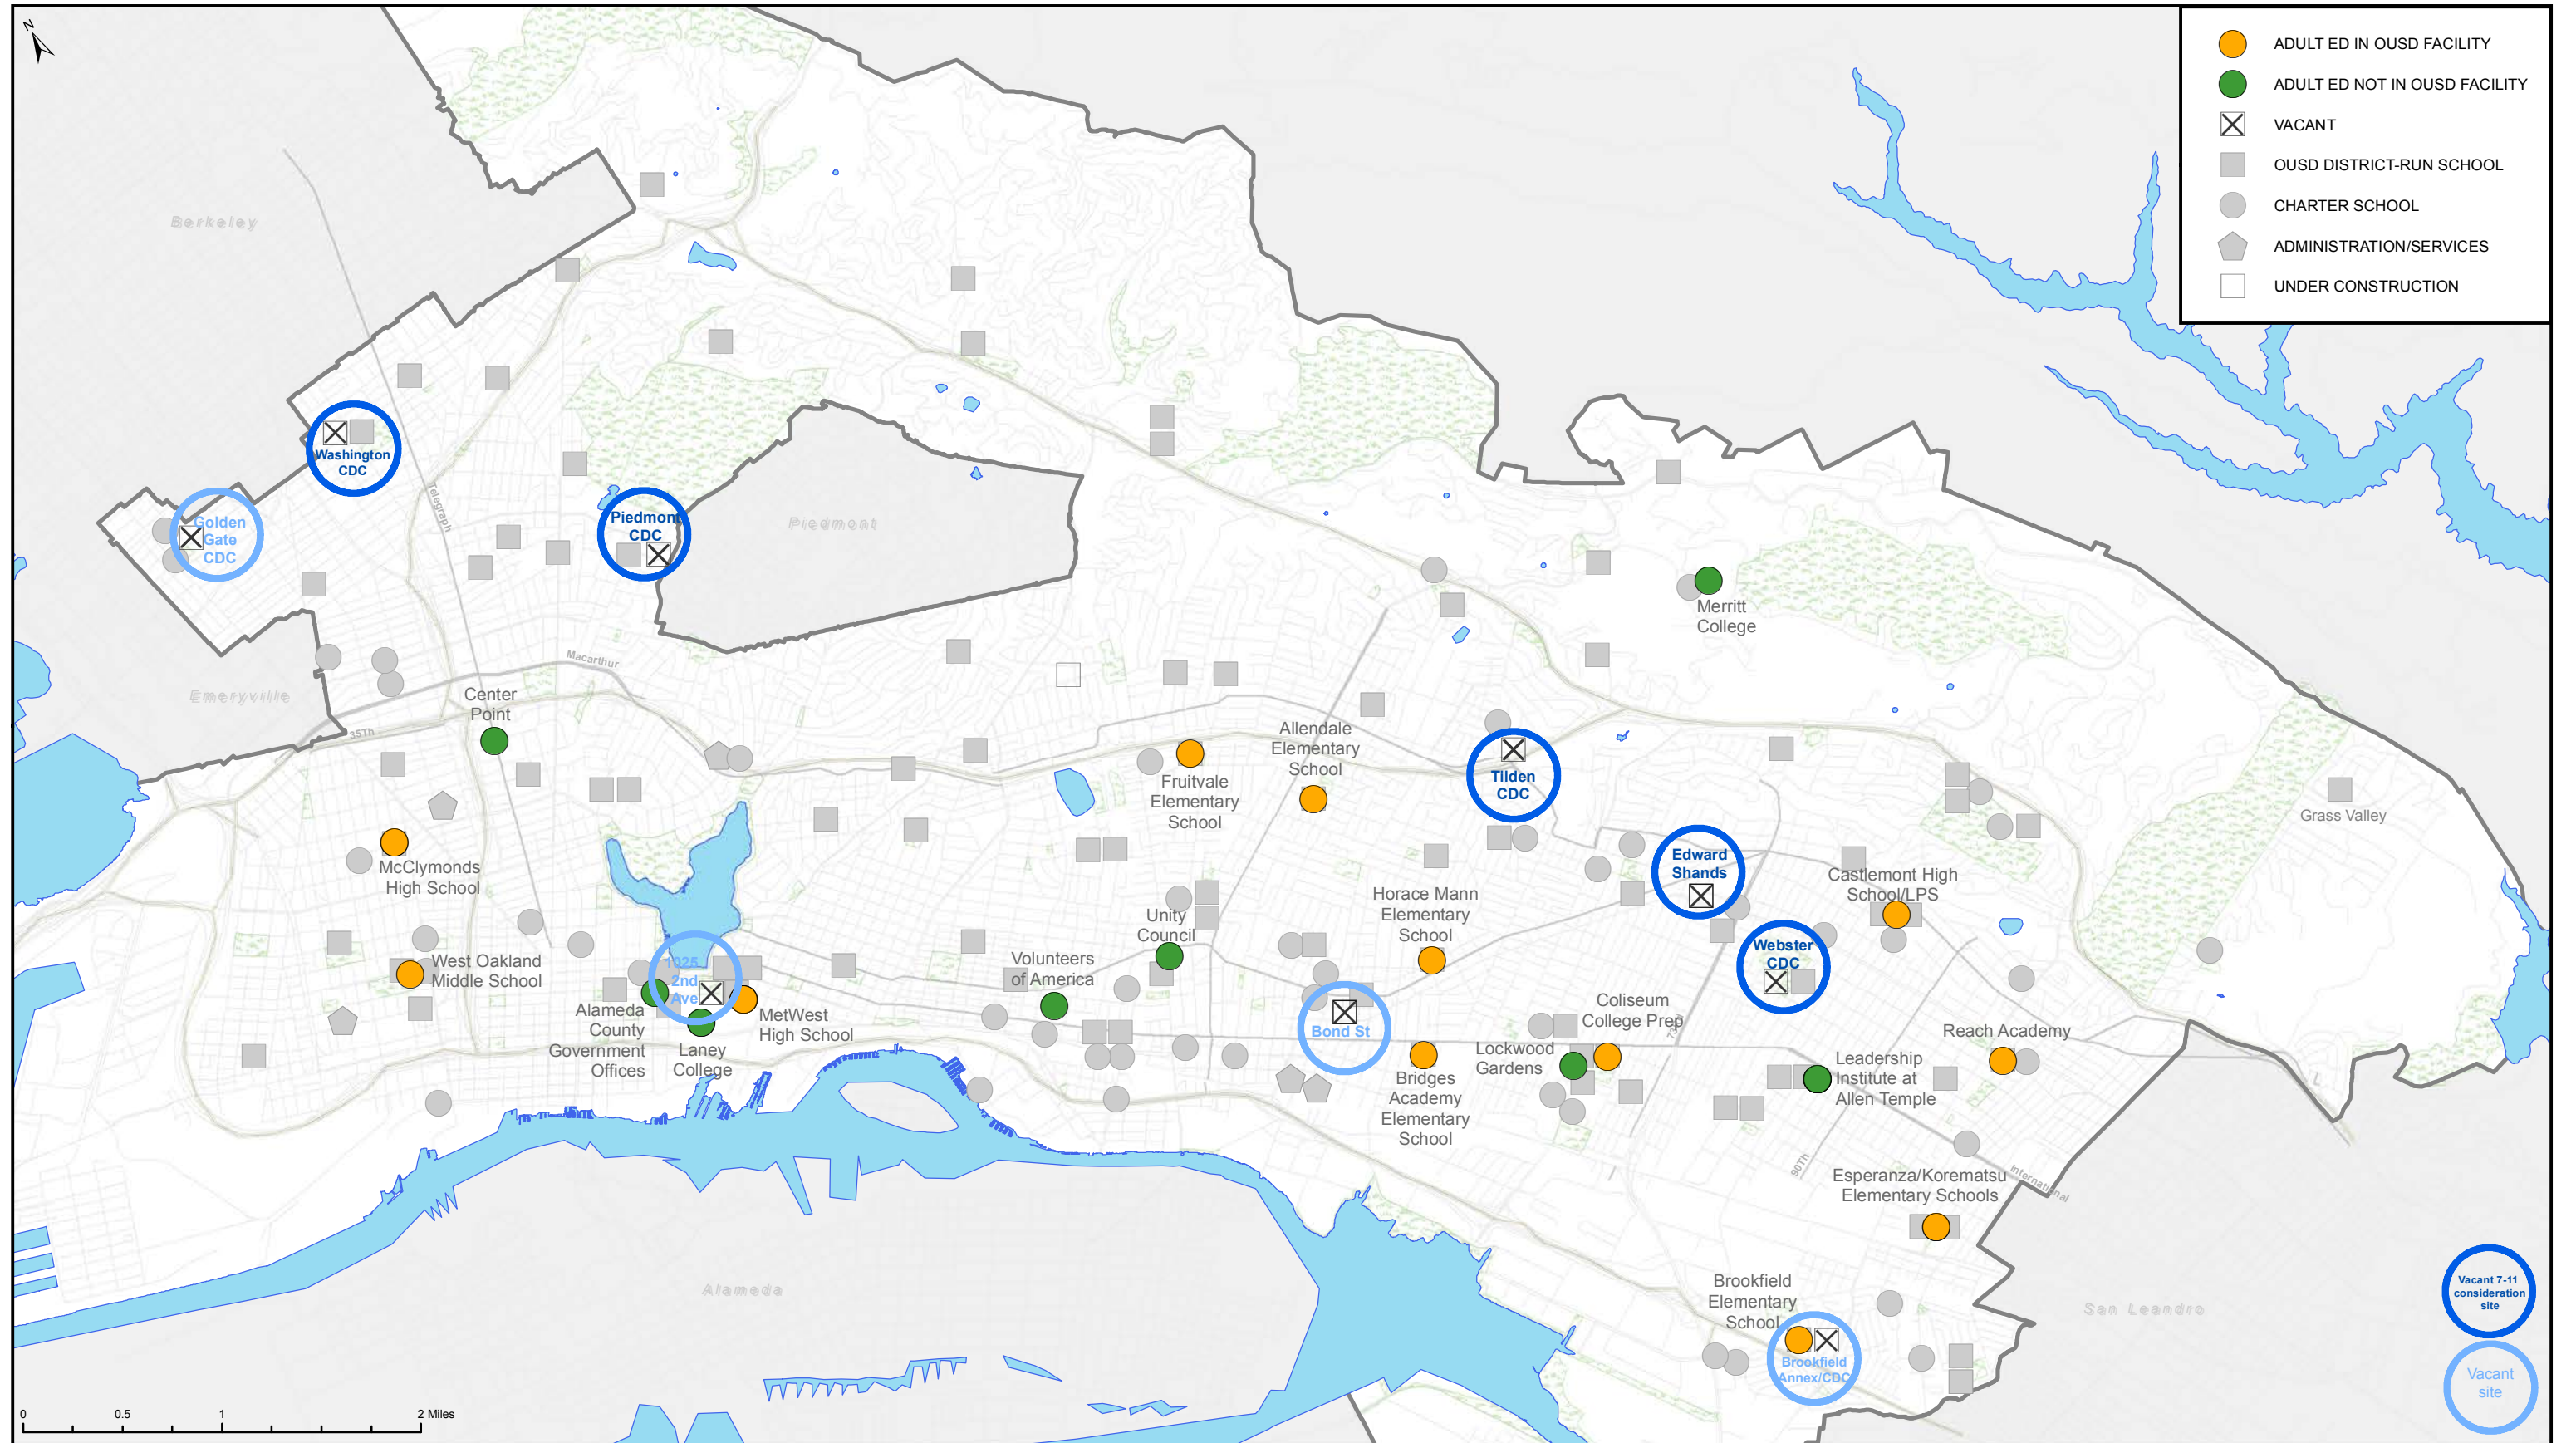 N
ADULT ED IN OUSD FACILITY
ADULT ED NOT IN OUSD FACILITY
VACANT
OUSD DISTRICT-RUN SCHOOL
CHARTER SCHOOL
ADMINISTRATION/SERVICES
UNDER CONSTRUCTION
Berkeley
Washington
CDC
Telegraph
Golden
Gate
CDC
Piedmont
CDC
Piedmont
Merritt
College
Emeryville
Macarthur
Center
Point
35Th
Allendale
Elementary
School
Fruitvale
Elementary
School
Tilden
CDC
Grass Valley
McClymonds
High School
Edward
Shands
Castlemont High
School/LPS
Horace Mann
Elementary
School
Unity
Council
Webster
CDC
West Oakland
Middle School
1025
2nd
Ave
Volunteers
of America
Alameda
County
Government
Offices
MetWest
High School
Laney
College
Bond St
Coliseum
College Prep
73rd
Lockwood
Gardens
Bridges
Academy
Elementary
School
Reach Academy
Leadership
Institute at
Allen Temple
90Th
International
Esperanza/Korematsu
Elementary Schools
Alameda
San Leandro
Brookfield
Elementary
School
Brookfield
Annex/CDC
Vacant 7-11
consideration
site
Vacant
site
0 0.5 1 2 Miles